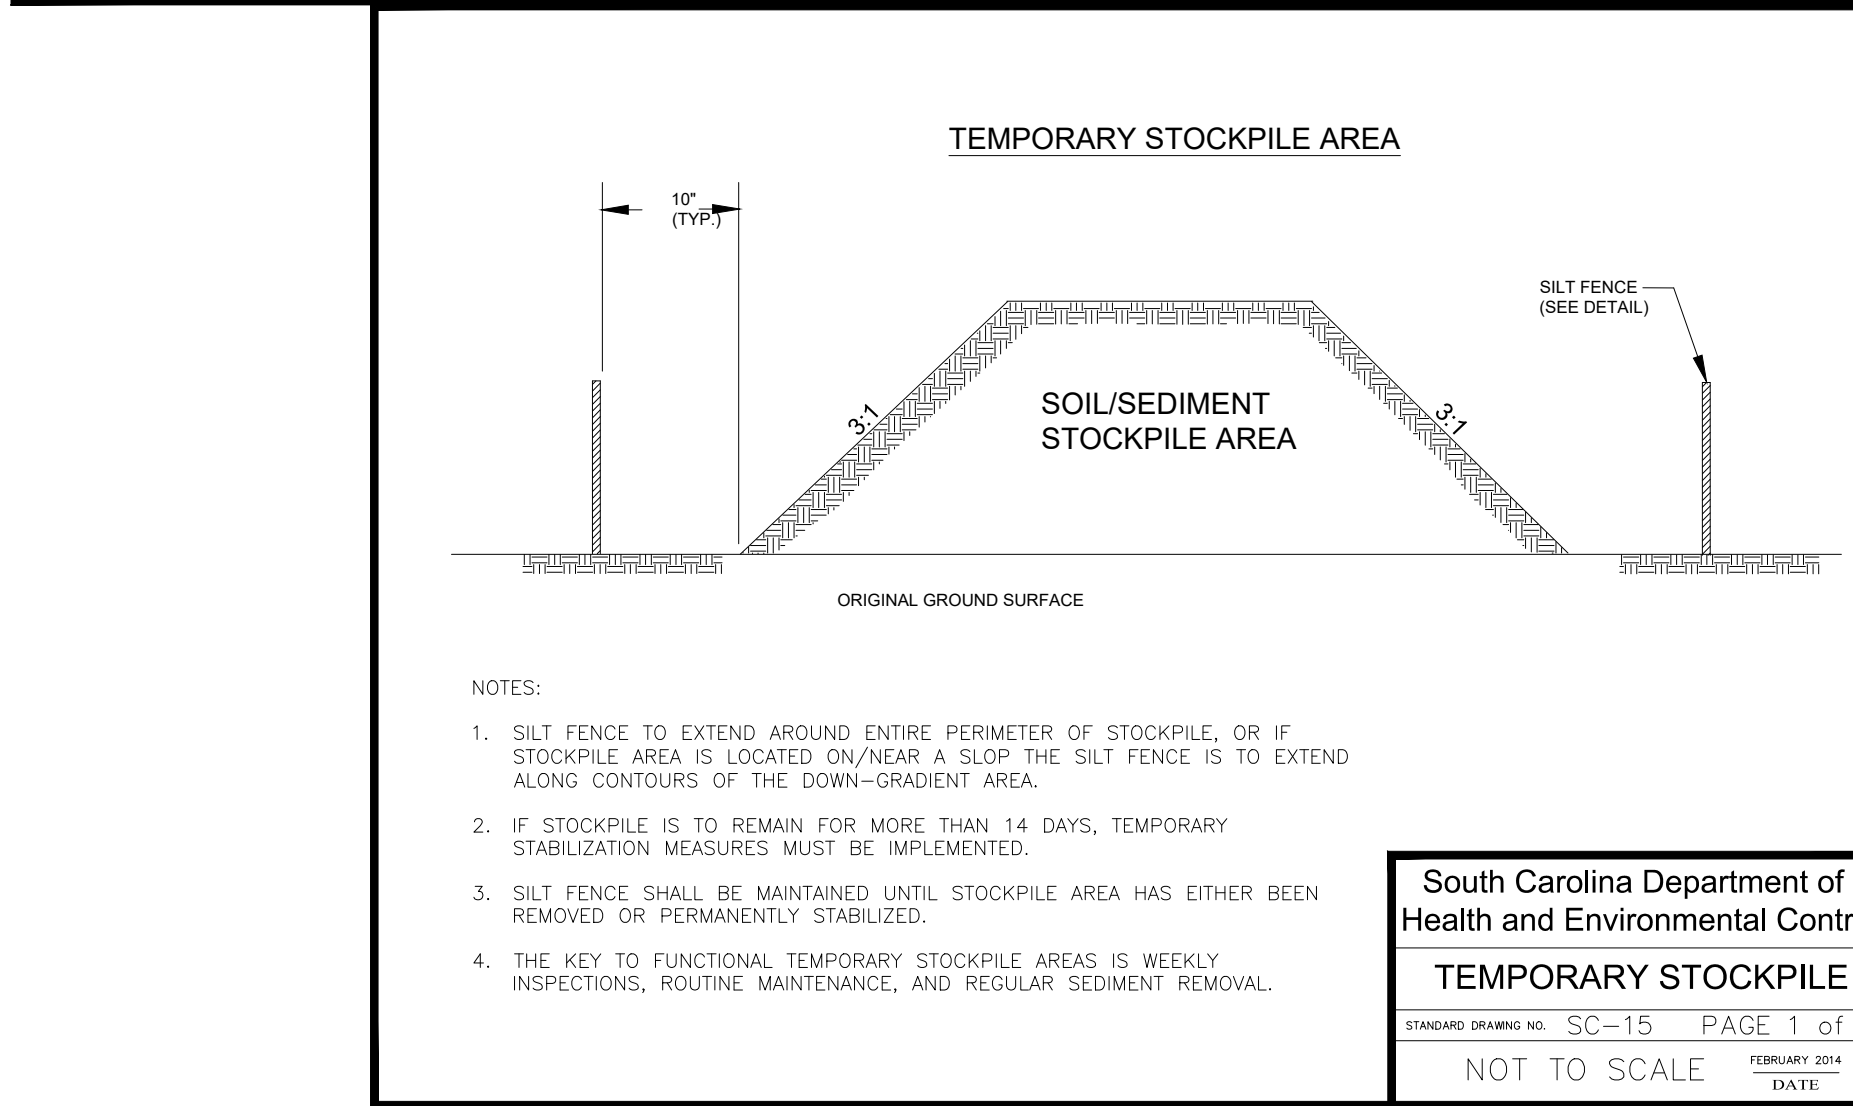 TEMPORARY STOCKPILE AREA
10"
(TYP.)
SILT FENCE
(SEE DETAIL)
3:1
SOIL/SEDIMENT
STOCKPILE AREA
3:1
ORIGINAL GROUND SURFACE
NOTES:
1. SILT FENCE TO EXTEND AROUND ENTIRE PERIMETER OF STOCKPILE, OR IF
STOCKPILE AREA IS LOCATED ON/NEAR A SLOP THE SILT FENCE IS TO EXTEND
ALONG CONTOURS OF THE DOWN-GRADIENT AREA.
2. IF STOCKPILE IS TO REMAIN FOR MORE THAN 14 DAYS, TEMPORARY
STABILIZATION MEASURES MUST BE IMPLEMENTED.
3. SILT FENCE SHALL BE MAINTAINED UNTIL STOCKPILE AREA HAS EITHER BEEN
REMOVED OR PERMANENTLY STABILIZED.
4. THE KEY TO FUNCTIONAL TEMPORARY STOCKPILE AREAS IS WEEKLY
INSPECTIONS, ROUTINE MAINTENANCE, AND REGULAR SEDIMENT REMOVAL.
South Carolina Department of
Health and Environmental Contr
TEMPORARY STOCKPILE
STANDARD DRAWING NO. SC-15 PAGE 1 of
NOT TO SCALE
FEBRUARY 2014
DATE